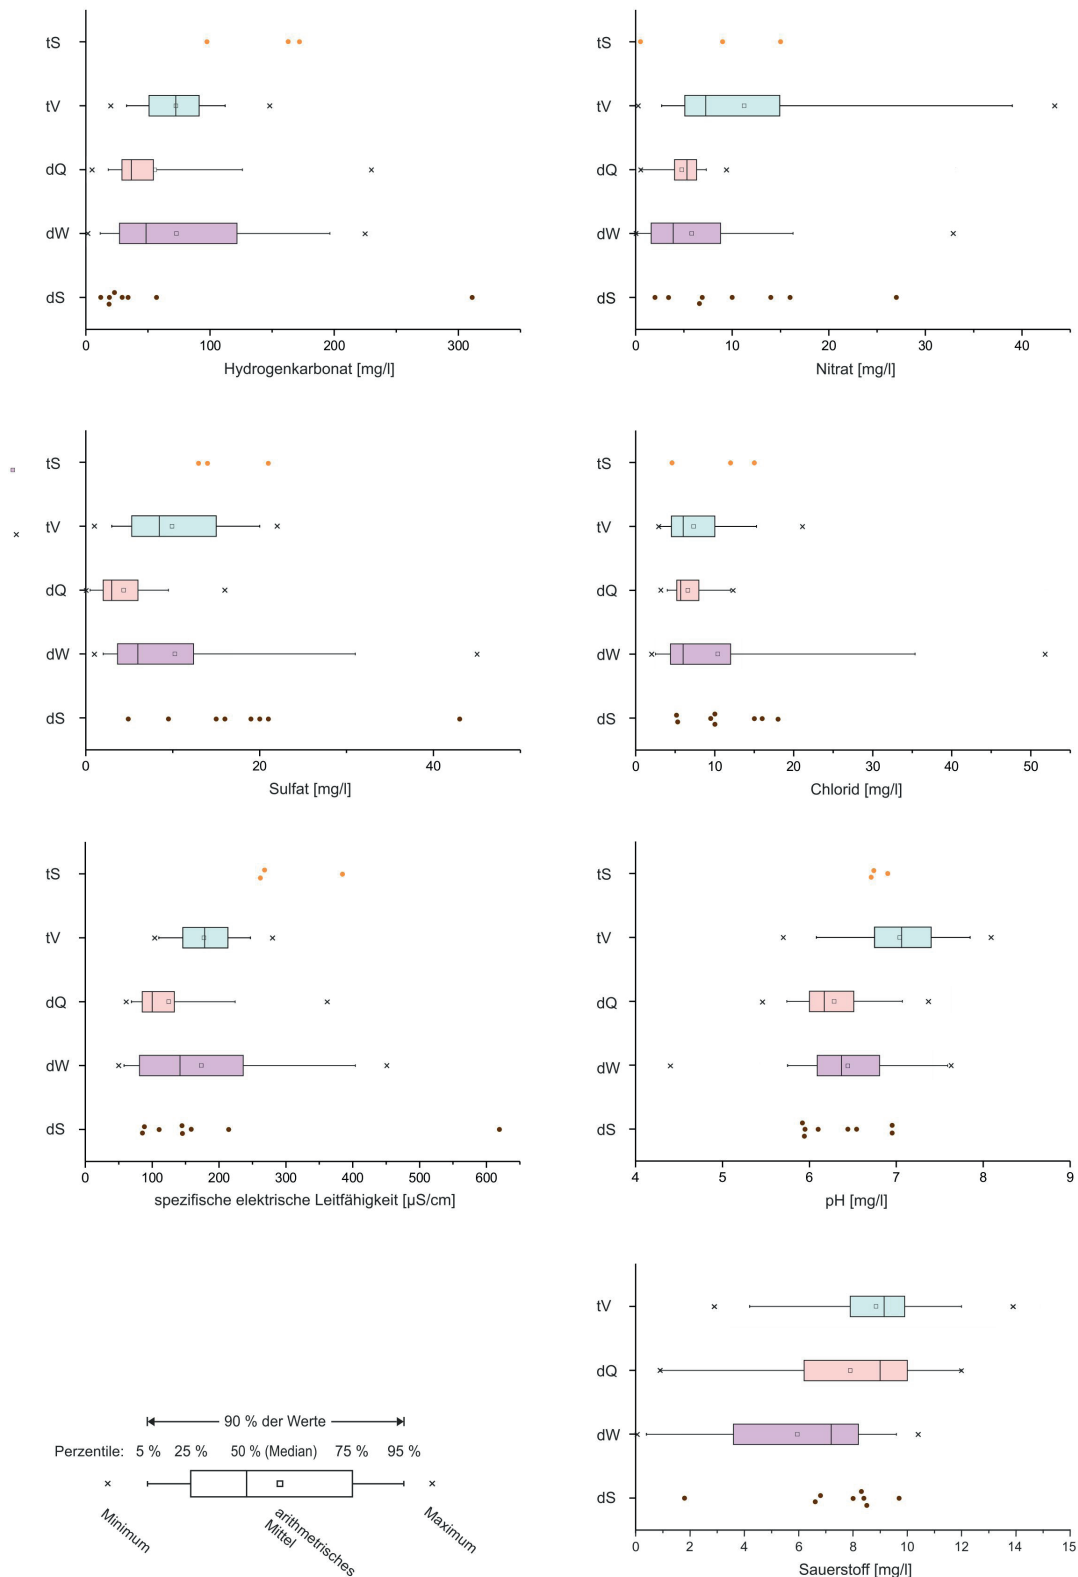 tS
tV
dQ
dW
dS
0 100 200 300
Hydrogenkarbonat [mg/l]
tS
tV
dQ
dW
dS
0 10 20 30 40
Nitrat [mg/l]
tS
tV
dQ
dW
dS
0 20 40
Sulfat [mg/l]
tS
tV
dQ
dW
dS
0 10 20 30 40 50
Chlorid [mg/l]
tS
tV
dQ
dW
dS
0 100 200 300 400 500 600
spezifische elektrische Leitfähigkeit [µS/cm]
tS
tV
dQ
dW
dS
4 5 6 7 8 9
pH [mg/l]
tV
dQ
dW
dS
0 2 4 6 8 10 12 14 15
Sauerstoff [mg/l]
90 % der Werte
Perzentile: 5 % 25 % 50 % (Median) 75 % 95 %
Minimum
arithmetrisches
Mittel
Maximum